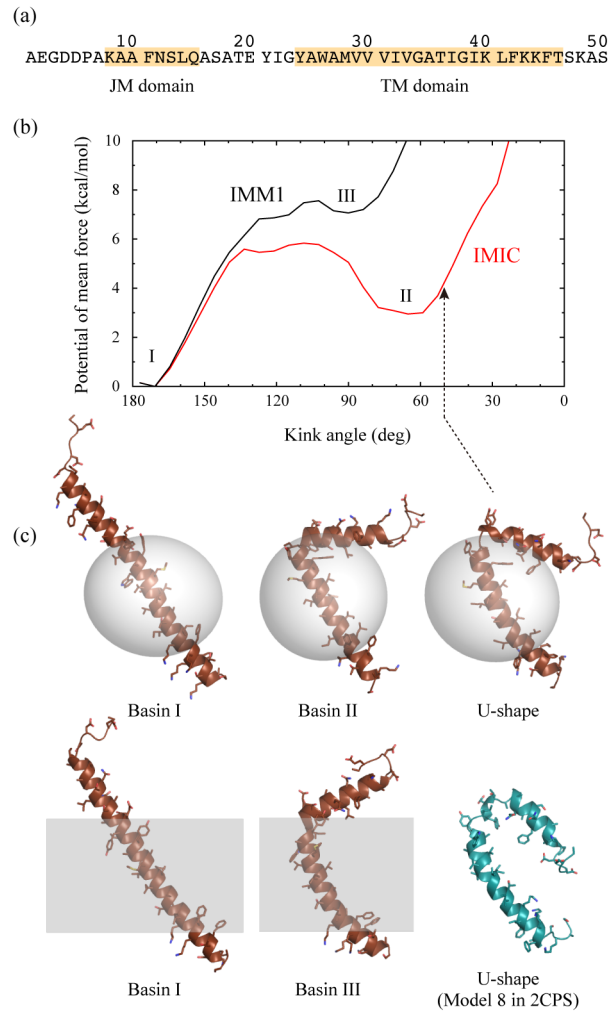 (a)
10 20 30 40 50
AEGDDPAKAA FNSLQASATE YIGYAWAMVV VIVGATIGIK LFKKFTSKAS
JM domain TM domain
(b)
Potential of mean force (kcal/mol)
10
8
6
4
2
0
IMM1
III
IMIC
II
I
180 150 120 90 60 30 0
Kink angle (deg)
(c)
Basin I Basin II U-shape
Basin I Basin III U-shape
(Model 8 in 2CPS)